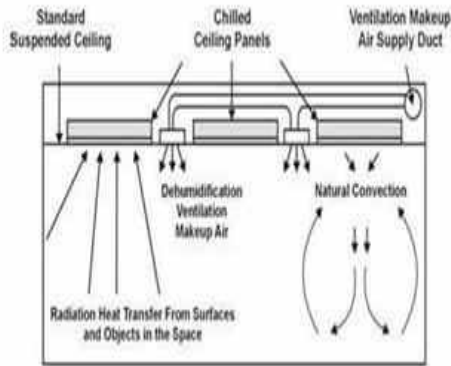 Standard
Suspended Ceiling
Chilled
Ceiling Panels
Ventilation Makeup
Air Supply Duct
Dehumidification
Ventilation
Makeup Air
Natural Convection
Radiation Heat Transfer From Surfaces
and Objects in the Space